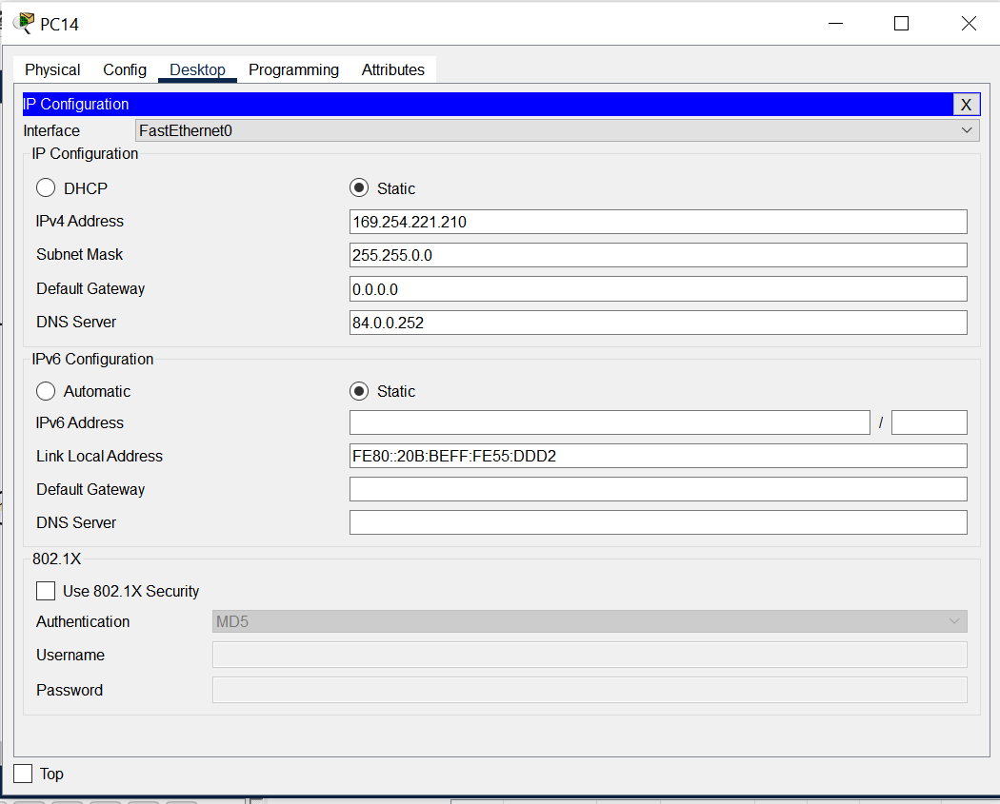 PC14
Physical Config Desktop Programming Attributes
IP Configuration X
Interface FastEthernet0
IP Configuration
DHCP Static
IPv4 Address 169.254.221.210
Subnet Mask 255.255.0.0
Default Gateway 0.0.0.0
DNS Server 84.0.0.252
IPv6 Configuration
Automatic Static
IPv6 Address /
Link Local Address FE80::20B:BEFF:FE55:DDD2
Default Gateway
DNS Server
802.1X
Use 802.1X Security
Authentication MD5
Username
Password
Top